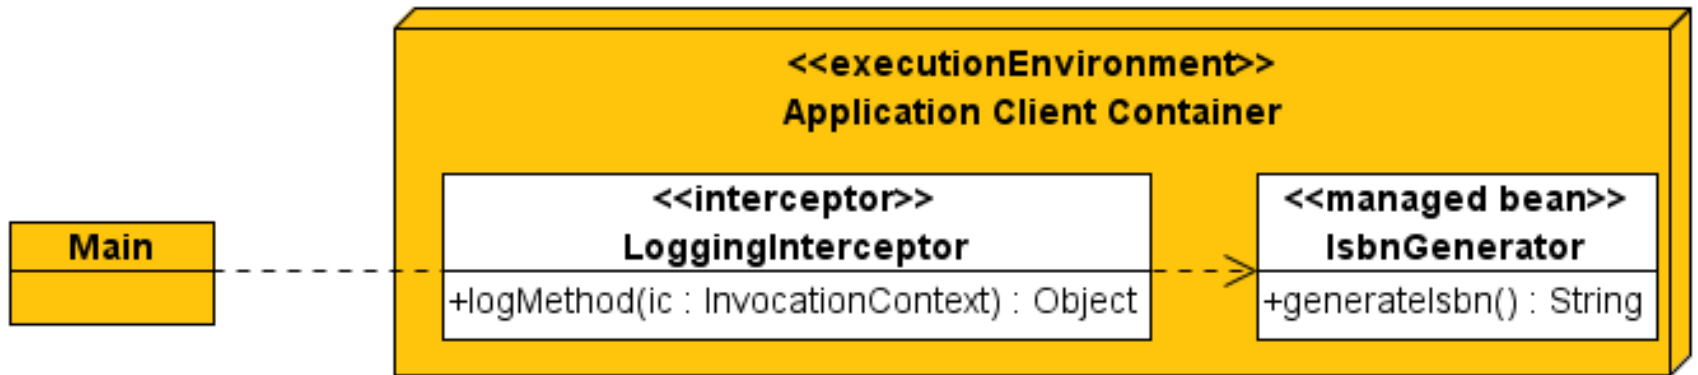 <<executionEnvironment>>
Application Client Container
<<interceptor>>
LoggingInterceptor
+logMethod(ic : InvocationContext) : Object
<<managed bean>>
IsbnGenerator
+generateIsbn() : String
Main